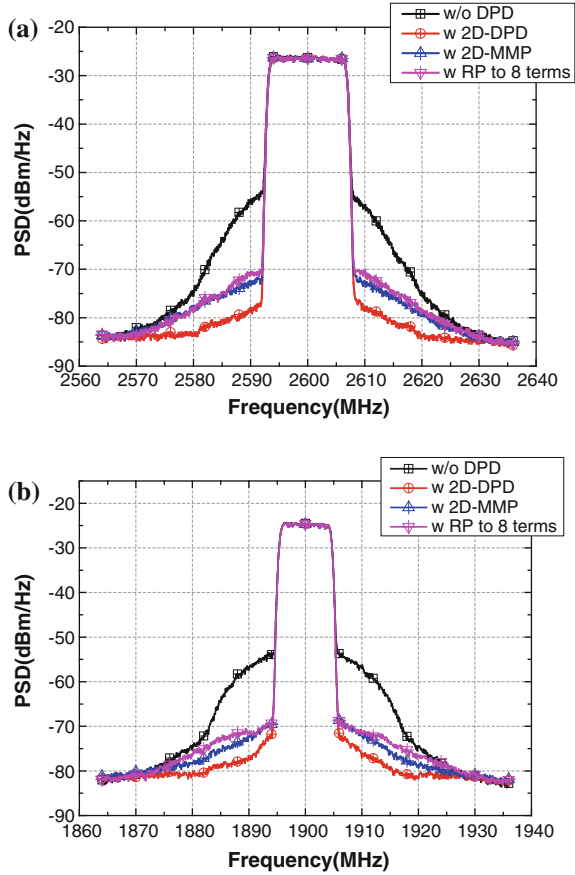 (a)
w/o DPD
w 2D-DPD
w 2D-MMP
w RP to 8 terms
-20
-30
-40
-50
-60
-70
-80
-90
PSD(dBm/Hz)
2560 2570 2580 2590 2600 2610 2620 2630 2640
Frequency(MHz)
(b)
w/o DPD
w 2D-DPD
w 2D-MMP
w RP to 8 terms
-20
-30
-40
-50
-60
-70
-80
-90
PSD(dBm/Hz)
1860 1870 1880 1890 1900 1910 1920 1930 1940
Frequency(MHz)